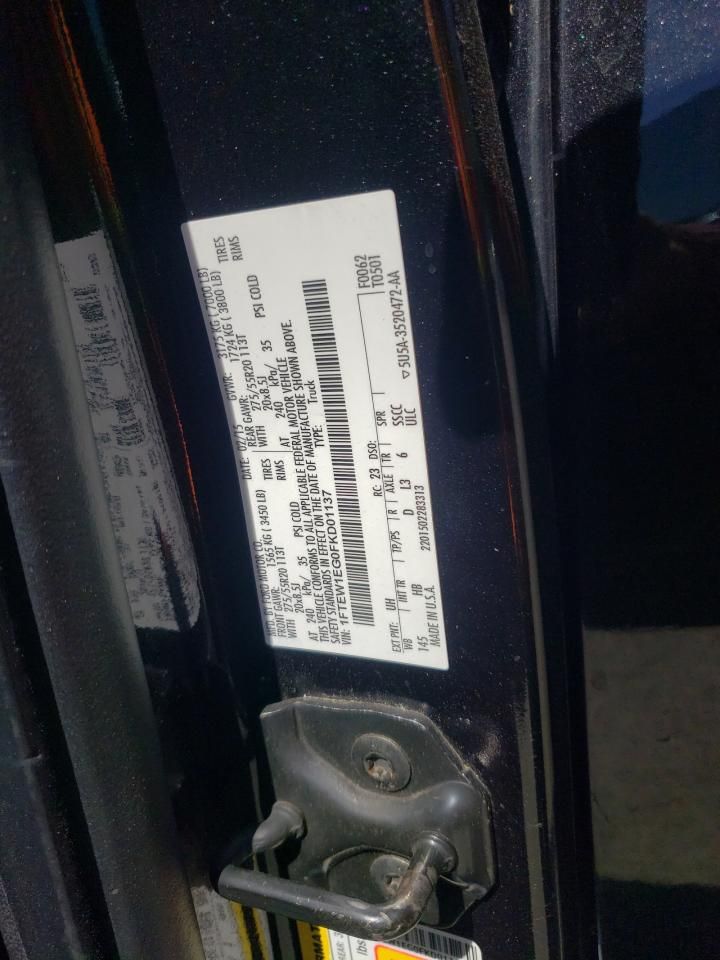 MFD. BY FORD MOTOR CO.
DATE: 02/15 GVWR: 3175 KG ( 7000 LB)
FRONT GAWR: 1565 KG ( 3450 LB) REAR GAWR: 1724 KG ( 3800 LB)
WITH 275/55R20 113T TIRES WITH 275/55R20 113T TIRES
20x8.5J RIMS 20x8.5J RIMS
AT 240 kPa/ 35 PSI COLD AT 240 kPa/ 35 PSI COLD
THIS VEHICLE CONFORMS TO ALL APPLICABLE FEDERAL MOTOR VEHICLE
SAFETY STANDARDS IN EFFECT ON THE DATE OF MANUFACTURE SHOWN ABOVE.
VIN: 1FTEW1EG0FKD01137 TYPE: Truck
F0062
T0501
EXT PNT: UH RC: 23 DSO:
WB INT TR TP/PS R AXLE TR SPR
145 HB D L3 6 SSCC
MADE IN U.S.A. 2201502283313 ULC
5U5A-3520472-AA
lbs